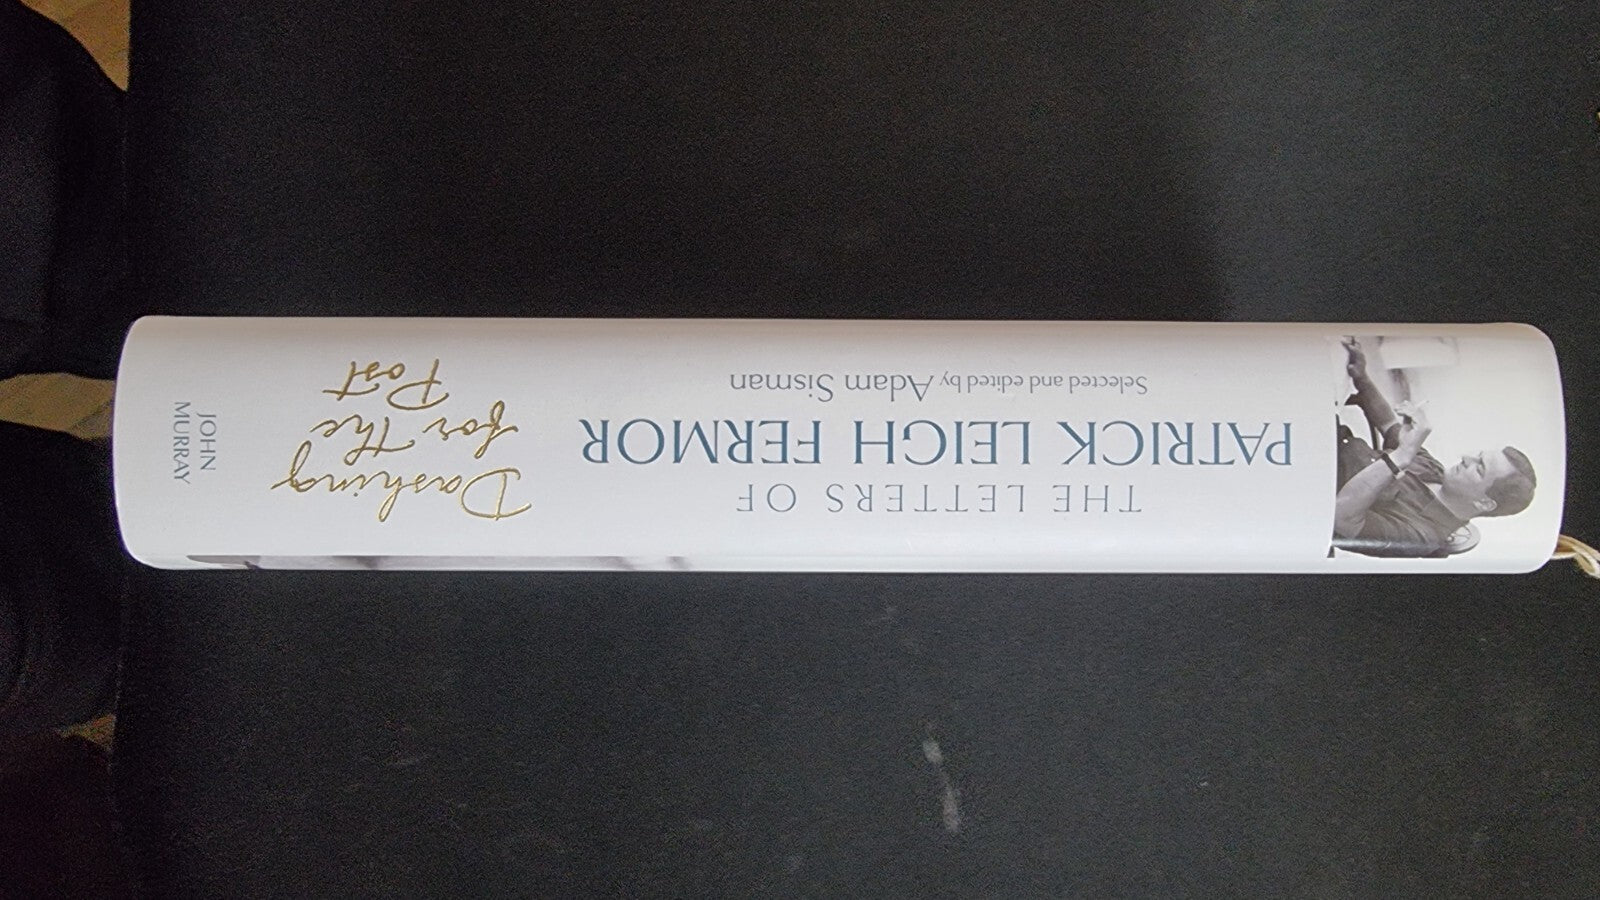 THE LETTERS OF
PATRICK LEIGH FERMOR
Selected and edited by Adam Sisman
Dashing
for the
Post
JOHN
MURRAY